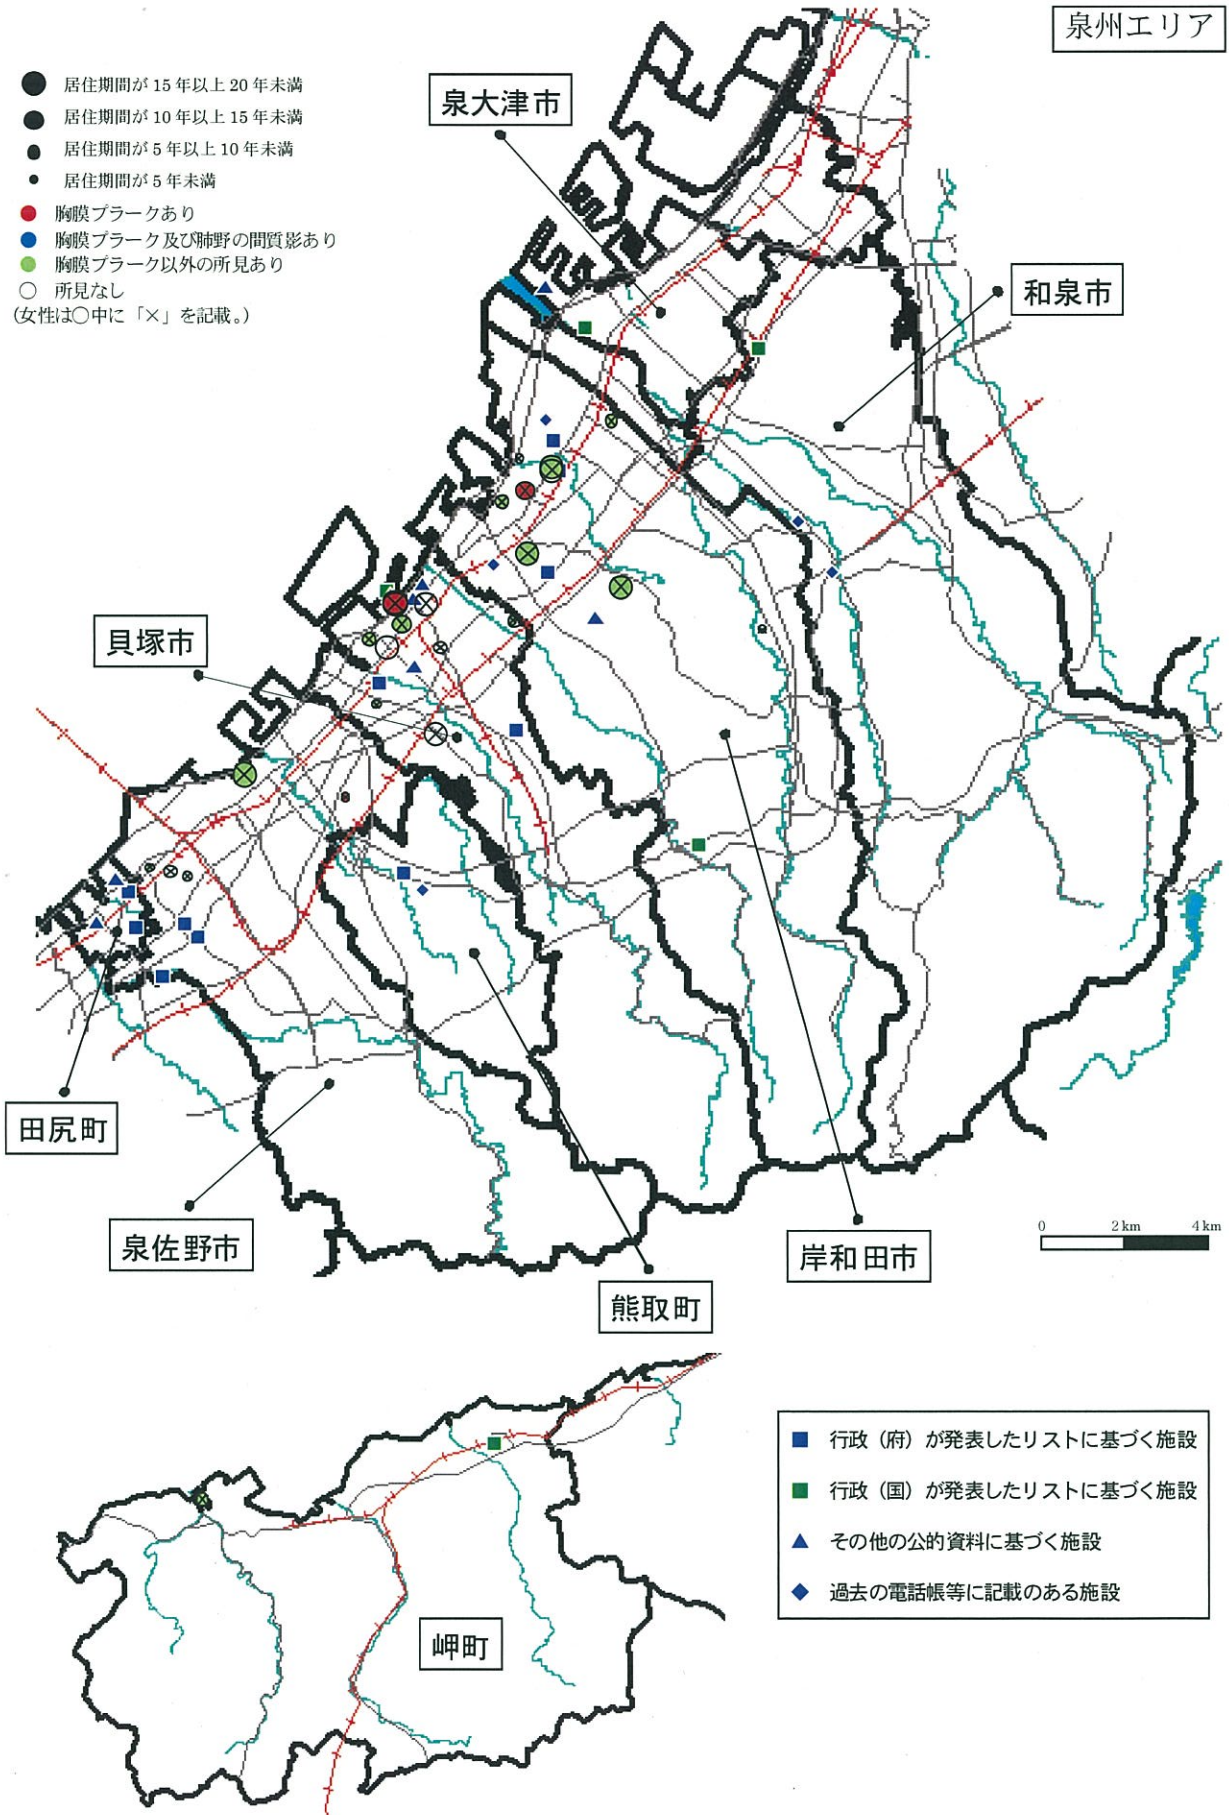 泉州エリア
居住期間が 15 年以上 20 年未満
居住期間が 10 年以上 15 年未満
居住期間が 5 年以上 10 年未満
居住期間が 5 年未満
胸膜プラークあり
胸膜プラーク及び肺野の間質影あり
胸膜プラーク以外の所見あり
所見なし
(女性は○中に「×」を記載。)
泉大津市
和泉市
貝塚市
田尻町
泉佐野市
熊取町
岸和田市
0 2 km 4 km
岬町
行政（府）が発表したリストに基づく施設
行政（国）が発表したリストに基づく施設
その他の公的資料に基づく施設
過去の電話帳等に記載のある施設